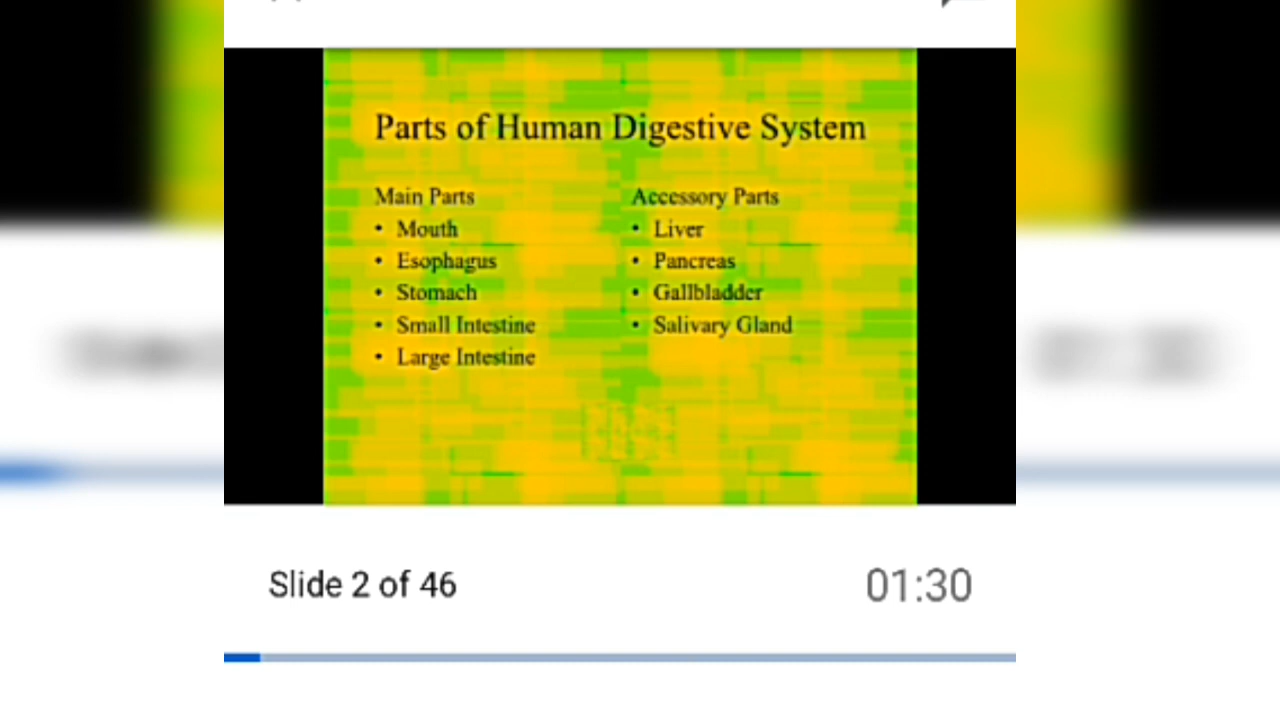 Parts of Human Digestive System
Main Parts
• Mouth
• Esophagus
• Stomach
• Small Intestine
• Large Intestine
Accessory Parts
• Liver
• Pancreas
• Gallbladder
• Salivary Gland
Slide 2 of 46
01:30